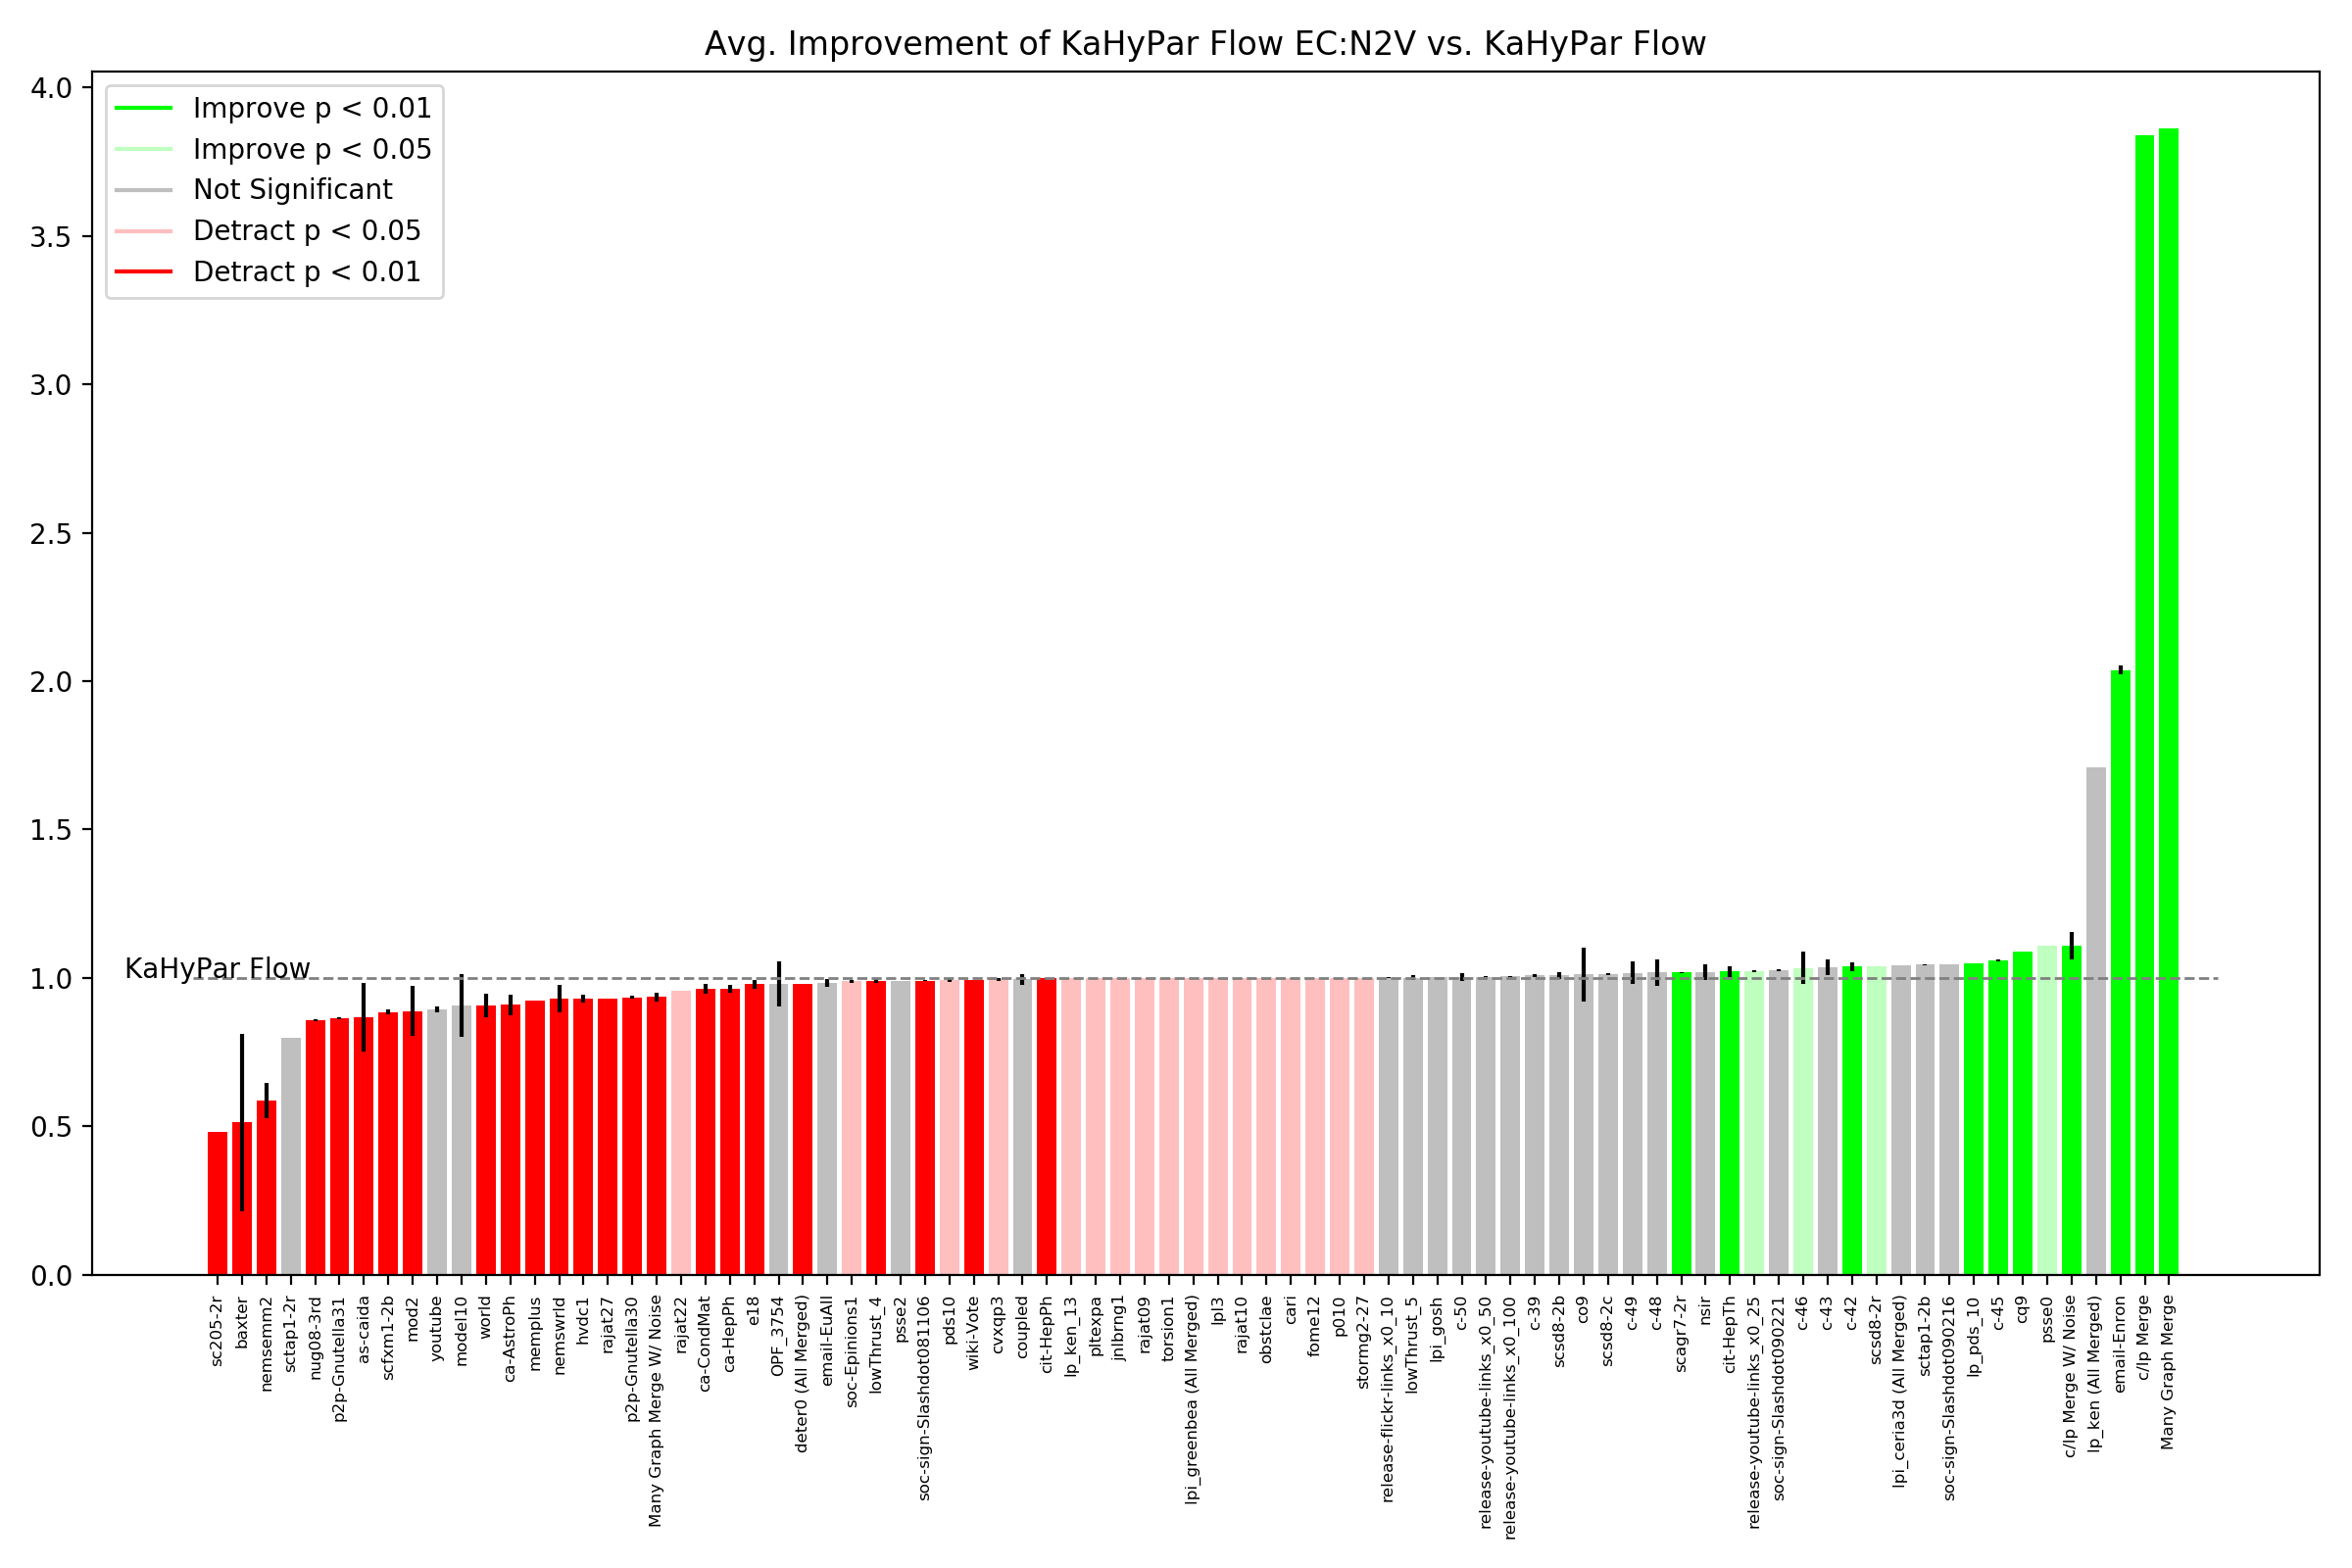 Avg. Improvement of KaHyPar Flow EC:N2V vs. KaHyPar Flow
4.0
3.5
3.0
2.5
2.0
1.5
1.0
0.5
0.0
Improve p < 0.01
Improve p < 0.05
Not Significant
Detract p < 0.05
Detract p < 0.01
KaHyPar Flow
sc205-2r
baxter
nemsemm2
sctap1-2r
nug08-3rd
p2p-Gnutella31
as-caida
scfxm1-2b
mod2
youtube
model10
world
ca-AstroPh
memplus
nemswrld
hvdc1
rajat27
p2p-Gnutella30
Many Graph Merge W/ Noise
rajat22
ca-CondMat
ca-HepPh
e18
OPF_3754
deter0 (All Merged)
email-EuAll
soc-Epinions1
lowThrust_4
psse2
soc-sign-Slashdot081106
pds10
wiki-Vote
cvxqp3
coupled
cit-HepPh
lp_ken_13
pltexpa
jnlbrng1
rajat09
torsion1
lpi_greenbea (All Merged)
lpl3
rajat10
obstclae
cari
fome12
p010
stormg2-27
release-flickr-links_x0_10
lowThrust_5
lpi_gosh
c-50
release-youtube-links_x0_50
release-youtube-links_x0_100
c-39
scsd8-2b
co9
scsd8-2c
c-49
c-48
scagr7-2r
nsir
cit-HepTh
release-youtube-links_x0_25
soc-sign-Slashdot090221
c-46
c-43
c-42
scsd8-2r
lpi_ceria3d (All Merged)
sctap1-2b
soc-sign-Slashdot090216
lp_pds_10
c-45
cq9
psse0
c/lp Merge W/ Noise
lp_ken (All Merged)
email-Enron
c/lp Merge
Many Graph Merge